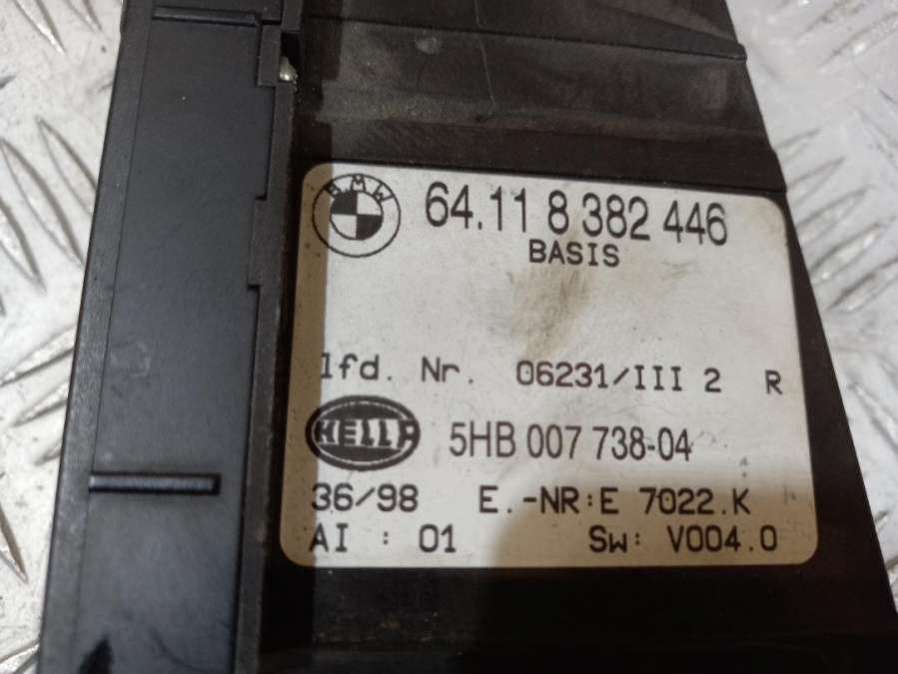 BMW
64.11 8 382 446
BASIS
lfd. Nr. 06231/III 2 R
HELLA
5HB 007 738-04
36/98 E.-NR:E 7022.K
AI : 01 Sw: V004.0